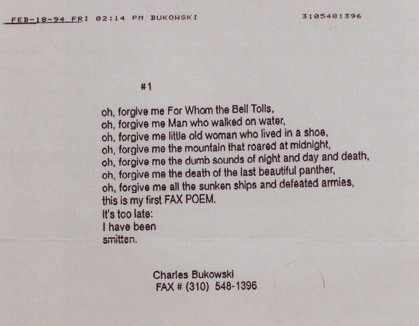 FEB-18-94 FRI 02:14 PM BUKOWSKI 3105481396
#1
oh, forgive me For Whom the Bell Tolls,
oh, forgive me Man who walked on water,
oh, forgive me little old woman who lived in a shoe,
oh, forgive me the mountain that roared at midnight,
oh, forgive me the dumb sounds of night and day and death,
oh, forgive me the death of the last beautiful panther,
oh, forgive me all the sunken ships and defeated armies,
this is my first FAX POEM.
it's too late:
I have been
smitten.
Charles Bukowski
FAX # (310) 548-1396